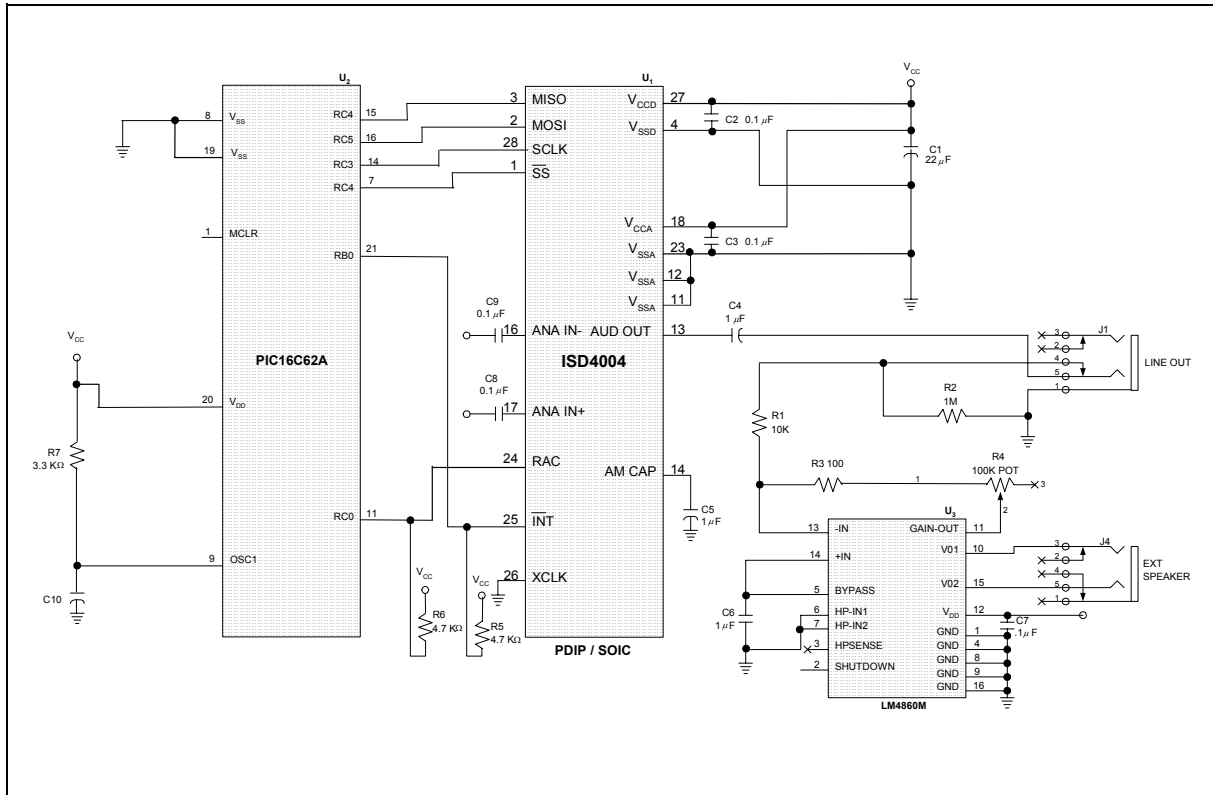 U2
PIC16C62A
8 VSS
19 VSS
1 MCLR
20 VDD
9 OSC1
RC4 15
RC5 16
RC3 14
RC4 7
RB0 21
RC0 11
VCC
R7
3.3 KΩ
C10
VCC
R6
4.7 KΩ
VCC
R5
4.7 KΩ
U1
ISD4004
PDIP / SOIC
3 MISO
2 MOSI
28 SCLK
1 SS
C9
0.1 µF
16 ANA IN-
C8
0.1 µF
17 ANA IN+
24 RAC
25 INT
26 XCLK
VCCD 27
VSSD 4
VCCA 18
VSSA 23
VSSA 12
VSSA 11
AUD OUT 13
AM CAP 14
C2 0.1 µF
C3 0.1 µF
VCC
C1
22 µF
C4
1 µF
C5
1 µF
3 J1
2
4
5
1
LINE OUT
R2
1M
R1
10K
R3 100
1
R4
100K POT
3
2
U3
LM4860M
13 -IN
14 +IN
5 BYPASS
6 HP-IN1
7 HP-IN2
3 HPSENSE
2 SHUTDOWN
GAIN-OUT 11
V01 10
V02 15
VDD 12
GND 1
GND 4
GND 8
GND 9
GND 16
C6
1 µF
C7
.1 µF
3 J4
2
4
5
1
EXT
SPEAKER